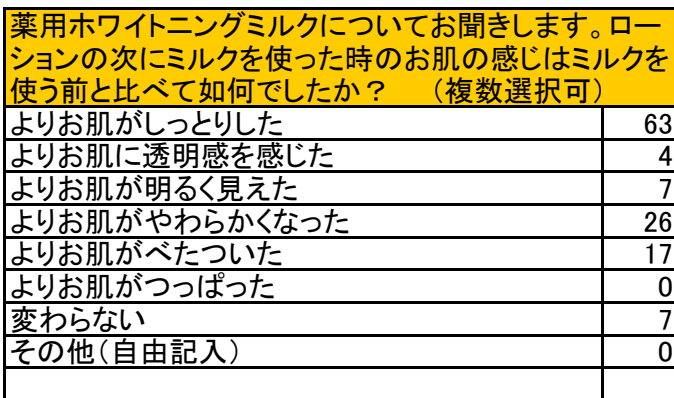 薬用ホワイトニングミルクについてお聞きします。ロー
ションの次にミルクを使った時のお肌の感じはミルクを
使う前と比べて如何でしたか？　（複数選択可）
よりお肌がしっとりした 63
よりお肌に透明感を感じた 4
よりお肌が明るく見えた 7
よりお肌がやわらかくなった 26
よりお肌がべたついた 17
よりお肌がつっぱった 0
変わらない 7
その他（自由記入） 0